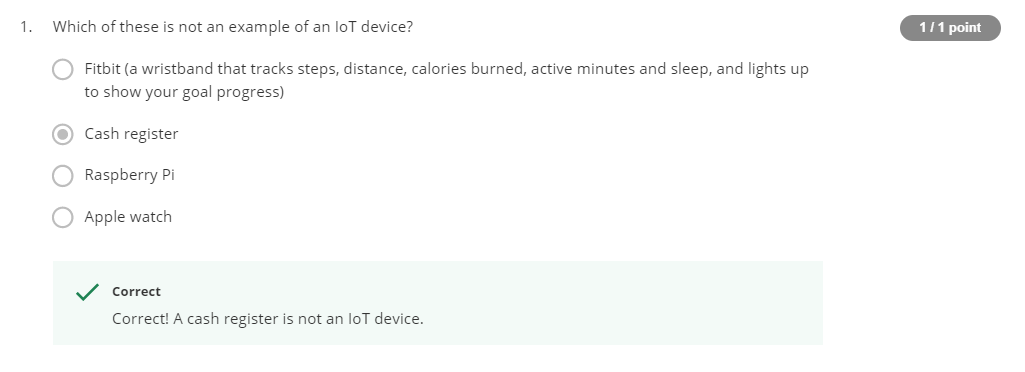 1. Which of these is not an example of an IoT device?
1 / 1 point
Fitbit (a wristband that tracks steps, distance, calories burned, active minutes and sleep, and lights up
to show your goal progress)
Cash register
Raspberry Pi
Apple watch
Correct
Correct! A cash register is not an IoT device.